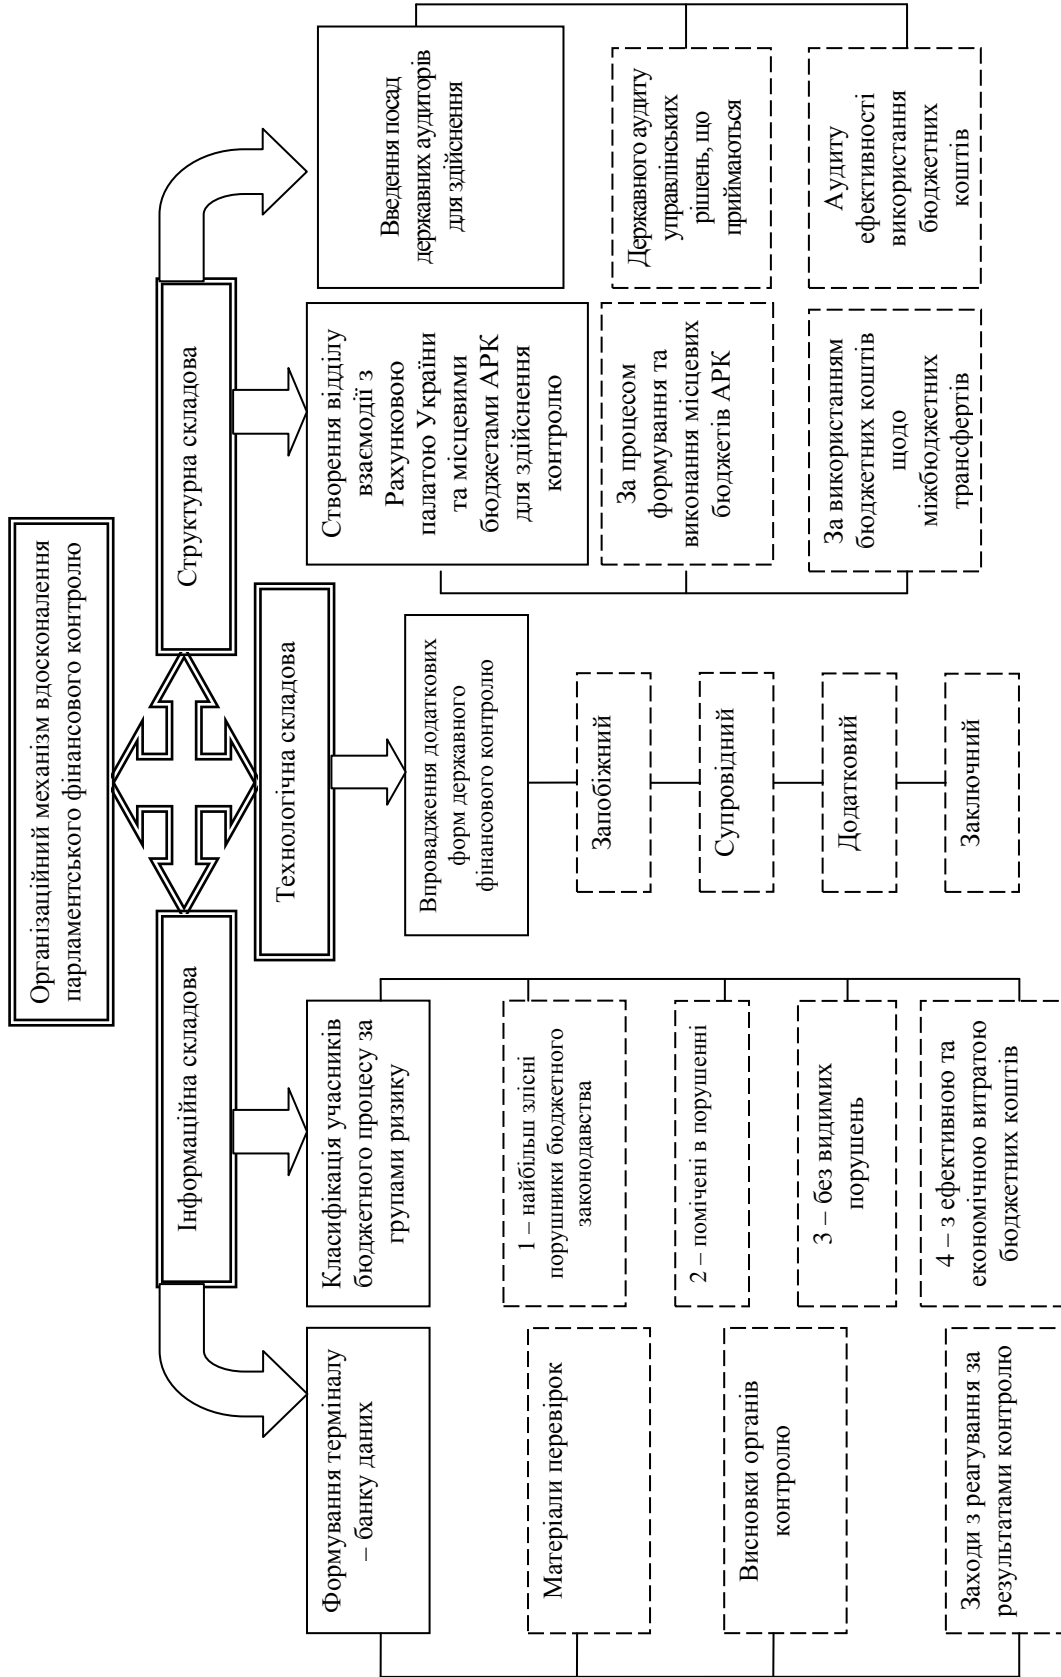 Організаційний механізм вдосконалення
парламентського фінансового контролю
Інформаційна складова
Технологічна складова
Структурна складова
Формування терміналу
– банку даних
Матеріали перевірок
Висновки органів
контролю
Заходи з реагування за
результатами контролю
Класифікація учасників
бюджетного процесу за
групами ризику
1 – найбільш злісні
порушники бюджетного
законодавства
2 – помічені в порушенні
3 – без видимих
порушень
4 – з ефективною та
економічною витратою
бюджетних коштів
Впровадження додаткових
форм державного
фінансового контролю
Запобіжний
Супровідний
Додатковий
Заключний
Створення відділу
взаємодії з
Рахунковою
палатою України
та місцевими
бюджетами АРК
для здійснення
контролю
За процесом
формування та
виконання місцевих
бюджетів АРК
За використанням
бюджетних коштів
щодо
міжбюджетних
трансфертів
Введення посад
державних аудиторів
для здійснення
Державного аудиту
управлінських
рішень, що
приймаються
Аудиту
ефективності
використання
бюджетних
коштів